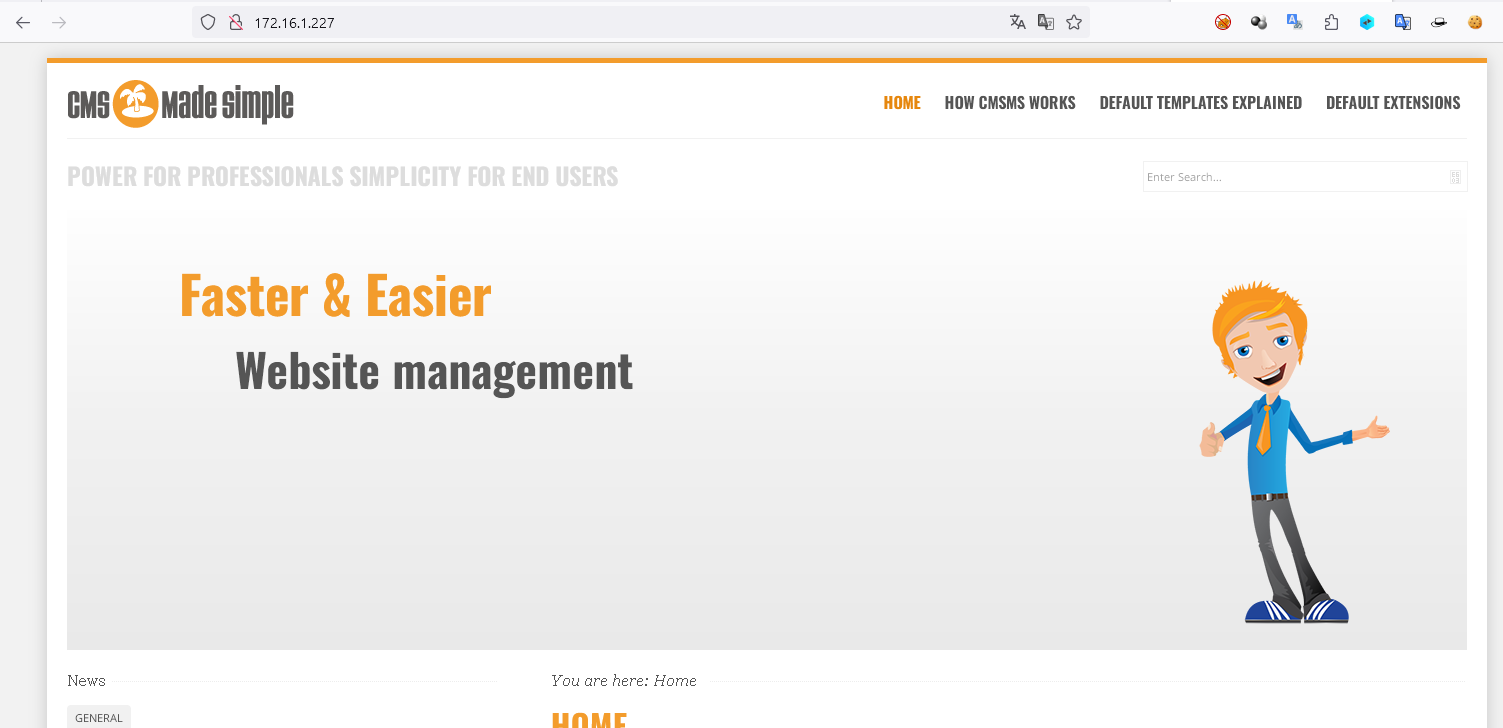 172.16.1.227
CMS made simple
HOME HOW CMSMS WORKS DEFAULT TEMPLATES EXPLAINED DEFAULT EXTENSIONS
POWER FOR PROFESSIONALS SIMPLICITY FOR END USERS
Enter Search...
Faster & Easier
Website management
News
You are here: Home
GENERAL
HOME